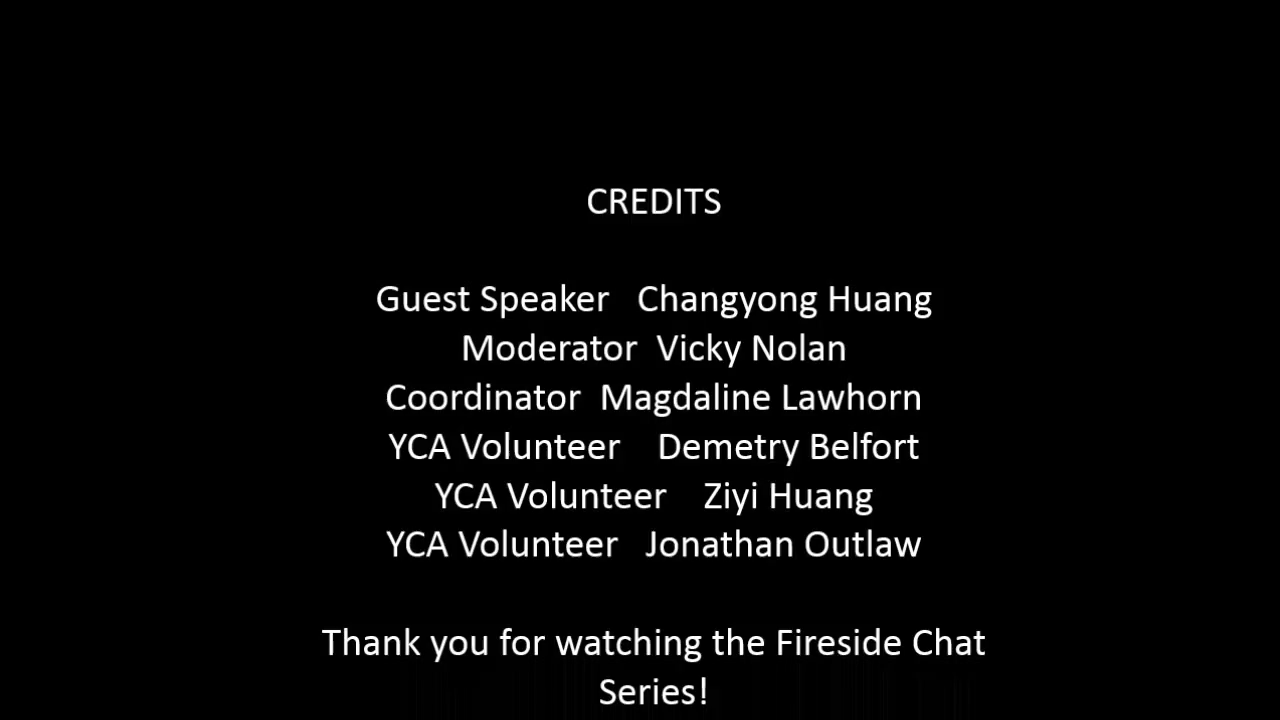 CREDITS
Guest Speaker Changyong Huang
Moderator Vicky Nolan
Coordinator Magdaline Lawhorn
YCA Volunteer Demetry Belfort
YCA Volunteer Ziyi Huang
YCA Volunteer Jonathan Outlaw
Thank you for watching the Fireside Chat
Series!